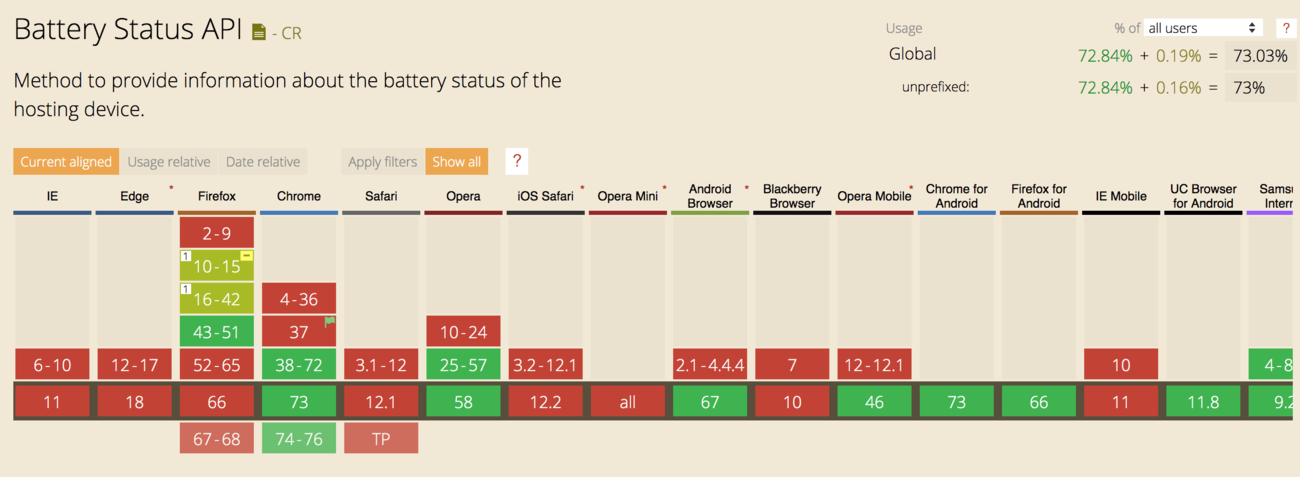 Battery Status API - CR
Usage % of all users ?
Global 72.84% + 0.19% = 73.03%
unprefixed: 72.84% + 0.16% = 73%
Method to provide information about the battery status of the
hosting device.
Current aligned Usage relative Date relative Apply filters Show all ?
IE Edge * Firefox Chrome Safari Opera iOS Safari * Opera Mini * Android Browser * Blackberry Browser Opera Mobile * Chrome for Android Firefox for Android IE Mobile UC Browser for Android
2-9
1 10-15
1 16-42 4-36
43-51 37 10-24
6-10 12-17 52-65 38-72 3.1-12 25-57 3.2-12.1 2.1-4.4.4 7 12-12.1 10 4-8
11 18 66 73 12.1 58 12.2 all 67 10 46 73 66 11 11.8 9.2
67-68 74-76 TP